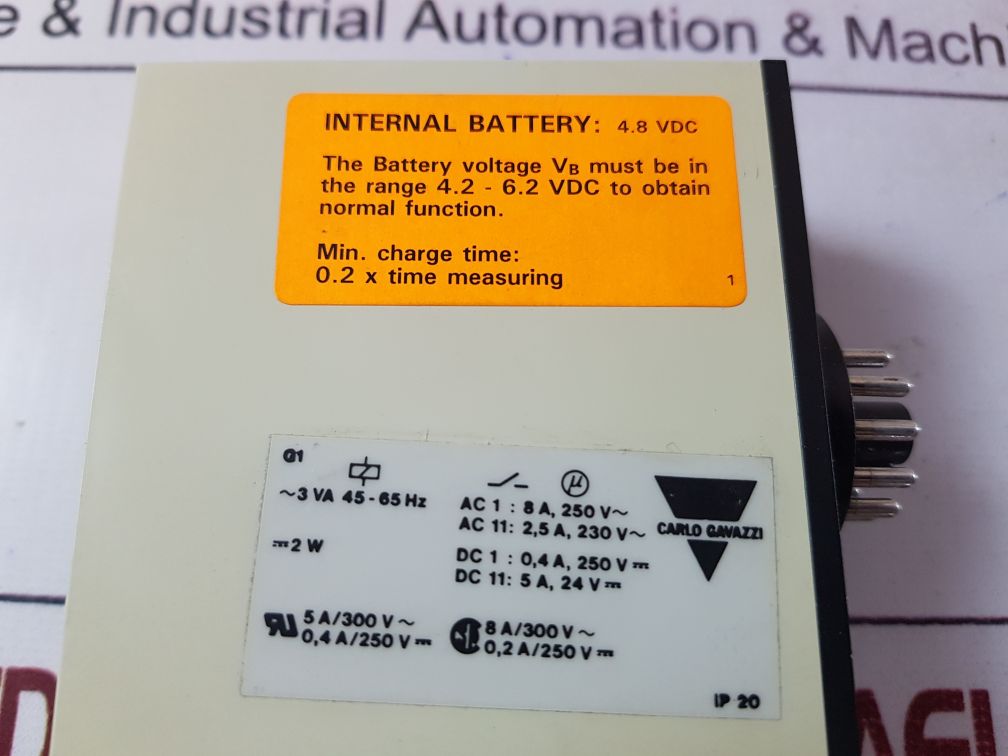 e & Industrial Automation & Mach
INTERNAL BATTERY: 4.8 VDC
The Battery voltage VB must be in
the range 4.2 - 6.2 VDC to obtain
normal function.
Min. charge time:
0.2 x time measuring
1
G1
~3 VA 45-65 Hz
⎓2 W
μ
AC 1 : 8 A, 250 V~
AC 11: 2,5 A, 230 V~
DC 1 : 0,4 A, 250 V⎓
DC 11: 5 A, 24 V⎓
CARLO GAVAZZI
RU 5 A/300 V~
0,4 A/250 V⎓
SA 8 A/300 V~
0,2 A/250 V⎓
IP 20